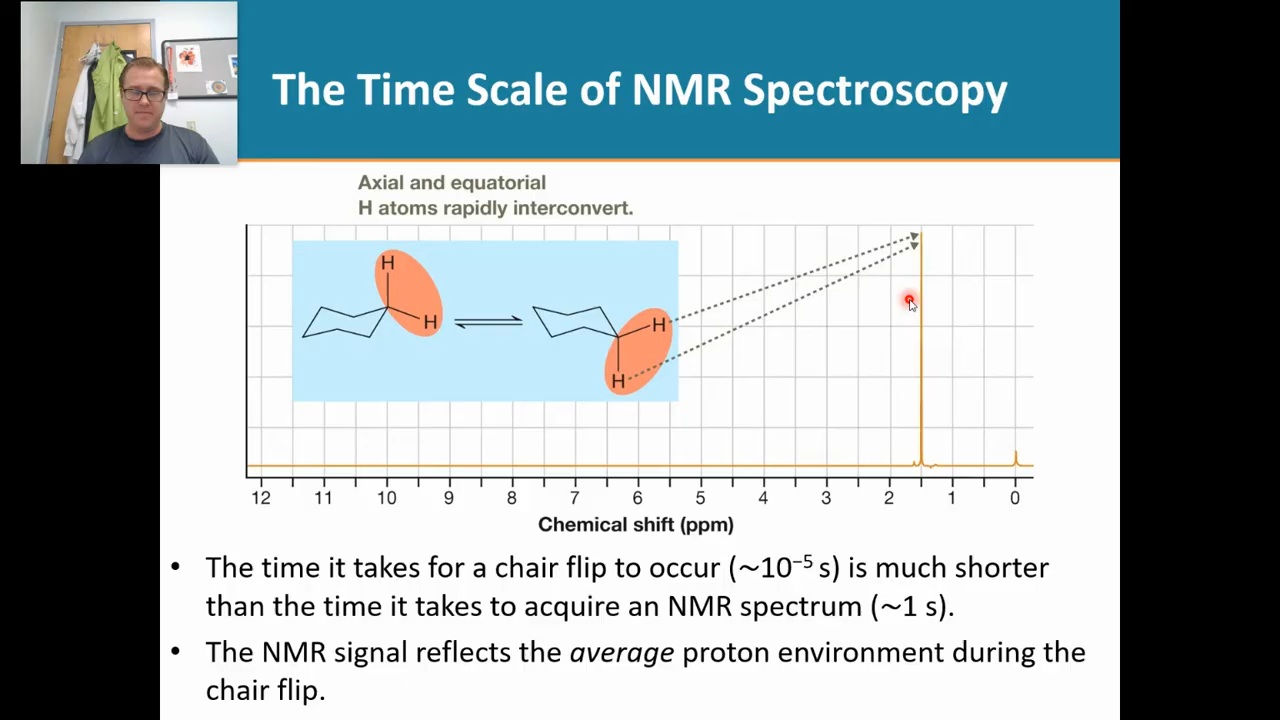 The Time Scale of NMR Spectroscopy
Axial and equatorial
H atoms rapidly interconvert.
H
H
H
H
12 11 10 9 8 7 6 5 4 3 2 1 0
Chemical shift (ppm)
• The time it takes for a chair flip to occur (~10⁻⁵ s) is much shorter
than the time it takes to acquire an NMR spectrum (~1 s).
• The NMR signal reflects the average proton environment during the
chair flip.